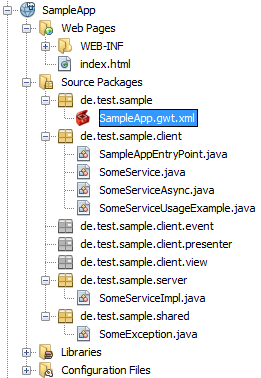 SampleApp
Web Pages
WEB-INF
index.html
Source Packages
de.test.sample
SampleApp.gwt.xml
de.test.sample.client
SampleAppEntryPoint.java
SomeService.java
SomeServiceAsync.java
SomeServiceUsageExample.java
de.test.sample.client.event
de.test.sample.client.presenter
de.test.sample.client.view
de.test.sample.server
SomeServiceImpl.java
de.test.sample.shared
SomeException.java
Libraries
Configuration Files